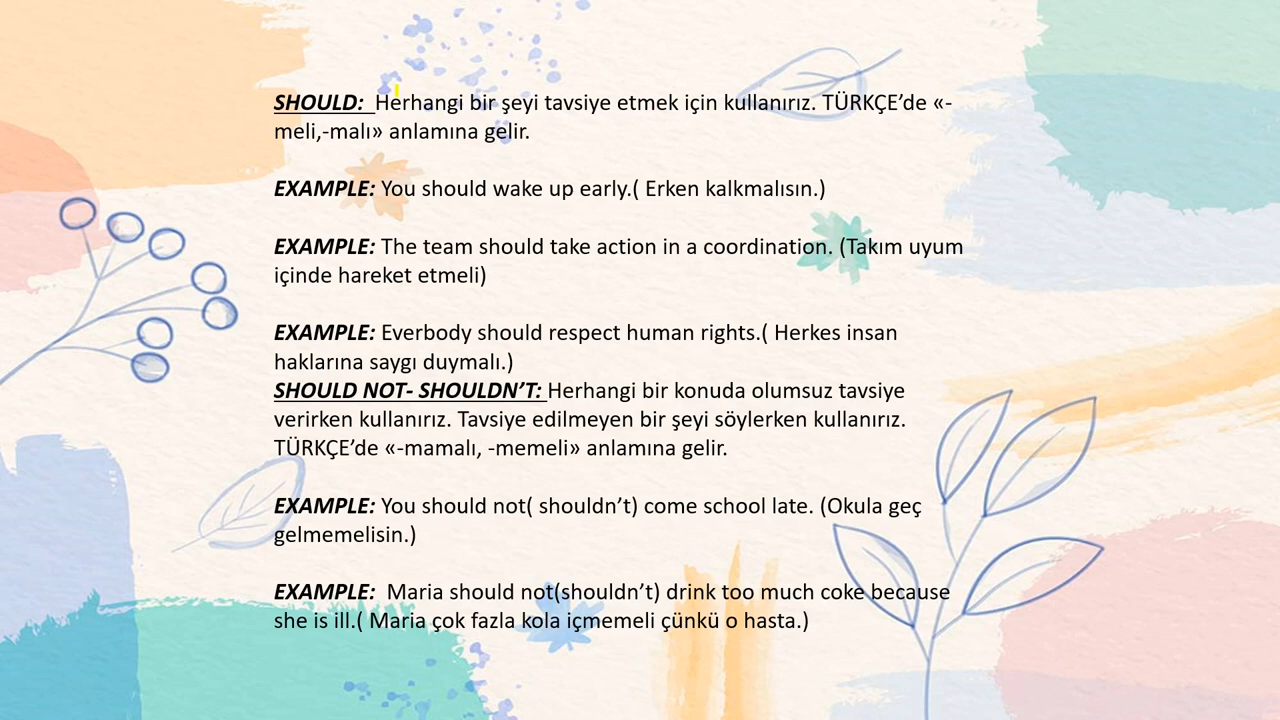 SHOULD: Herhangi bir şeyi tavsiye etmek için kullanırız. TÜRKÇE’de «-
meli,-malı» anlamına gelir.
EXAMPLE: You should wake up early.( Erken kalkmalısın.)
EXAMPLE: The team should take action in a coordination. (Takım uyum
içinde hareket etmeli)
EXAMPLE: Everbody should respect human rights.( Herkes insan
haklarına saygı duymalı.)
SHOULD NOT- SHOULDN’T: Herhangi bir konuda olumsuz tavsiye
verirken kullanırız. Tavsiye edilmeyen bir şeyi söylerken kullanırız.
TÜRKÇE’de «-mamalı, -memeli» anlamına gelir.
EXAMPLE: You should not( shouldn’t) come school late. (Okula geç
gelmemelisin.)
EXAMPLE:  Maria should not(shouldn’t) drink too much coke because
she is ill.( Maria çok fazla kola içmemeli çünkü o hasta.)